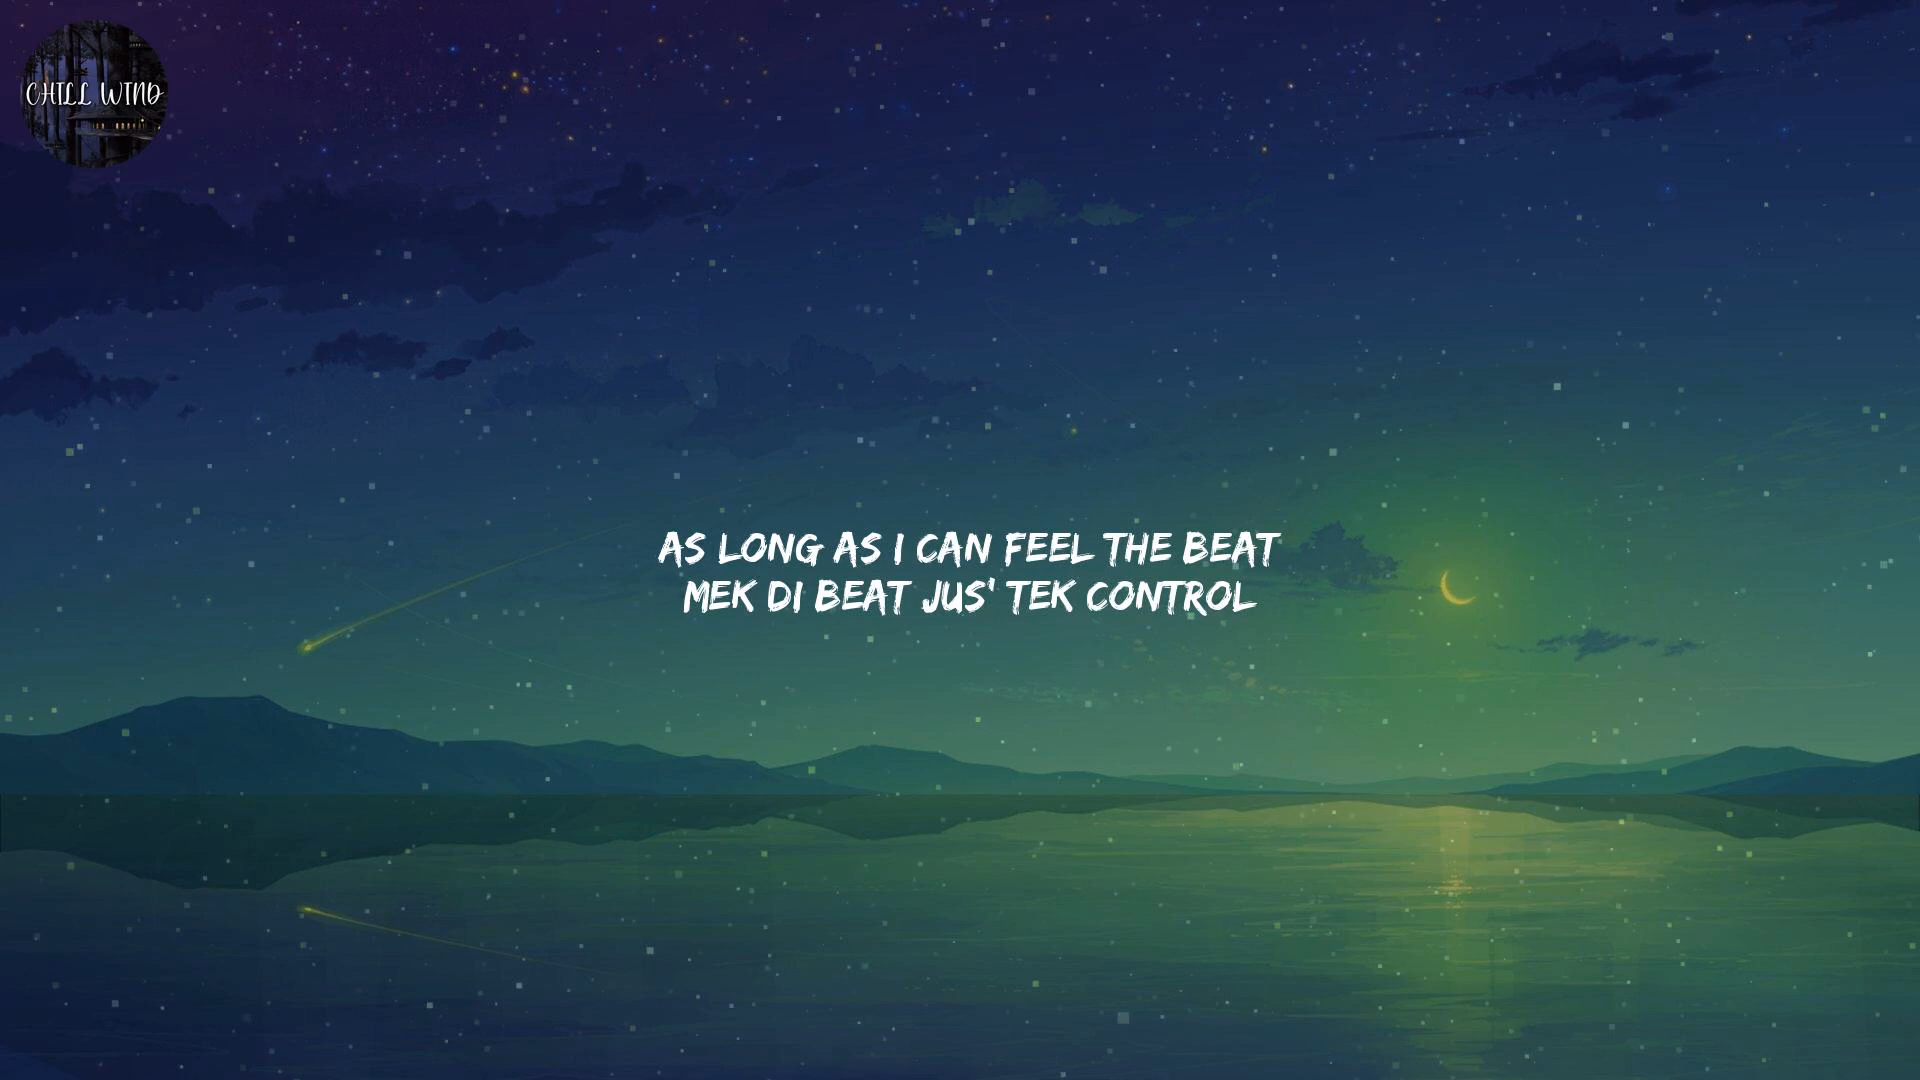 CHILL WIND
AS LONG AS I CAN FEEL THE BEAT
MEK DI BEAT JUS' TEK CONTROL